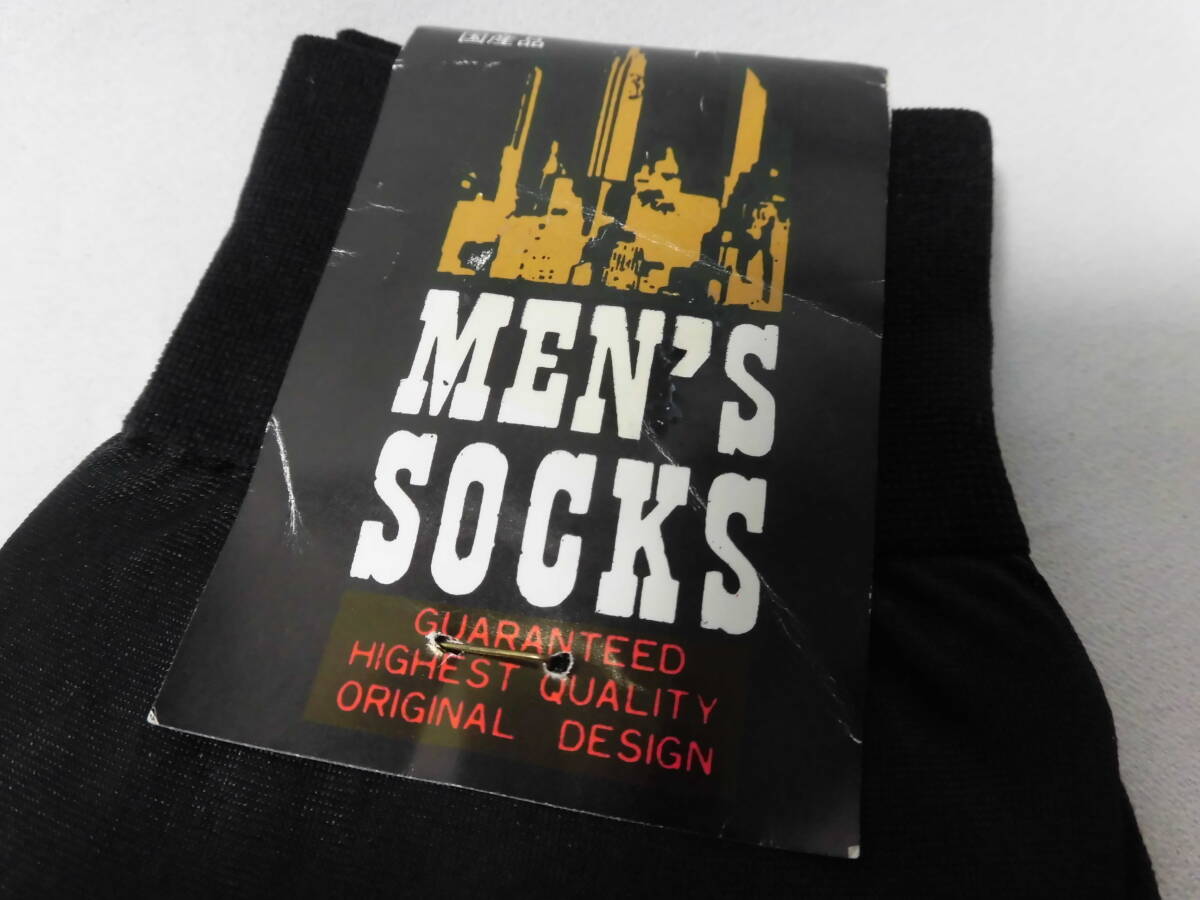 国産品
MEN'S
SOCKS
GUARANTEED
HIGHEST QUALITY
ORIGINAL DESIGN